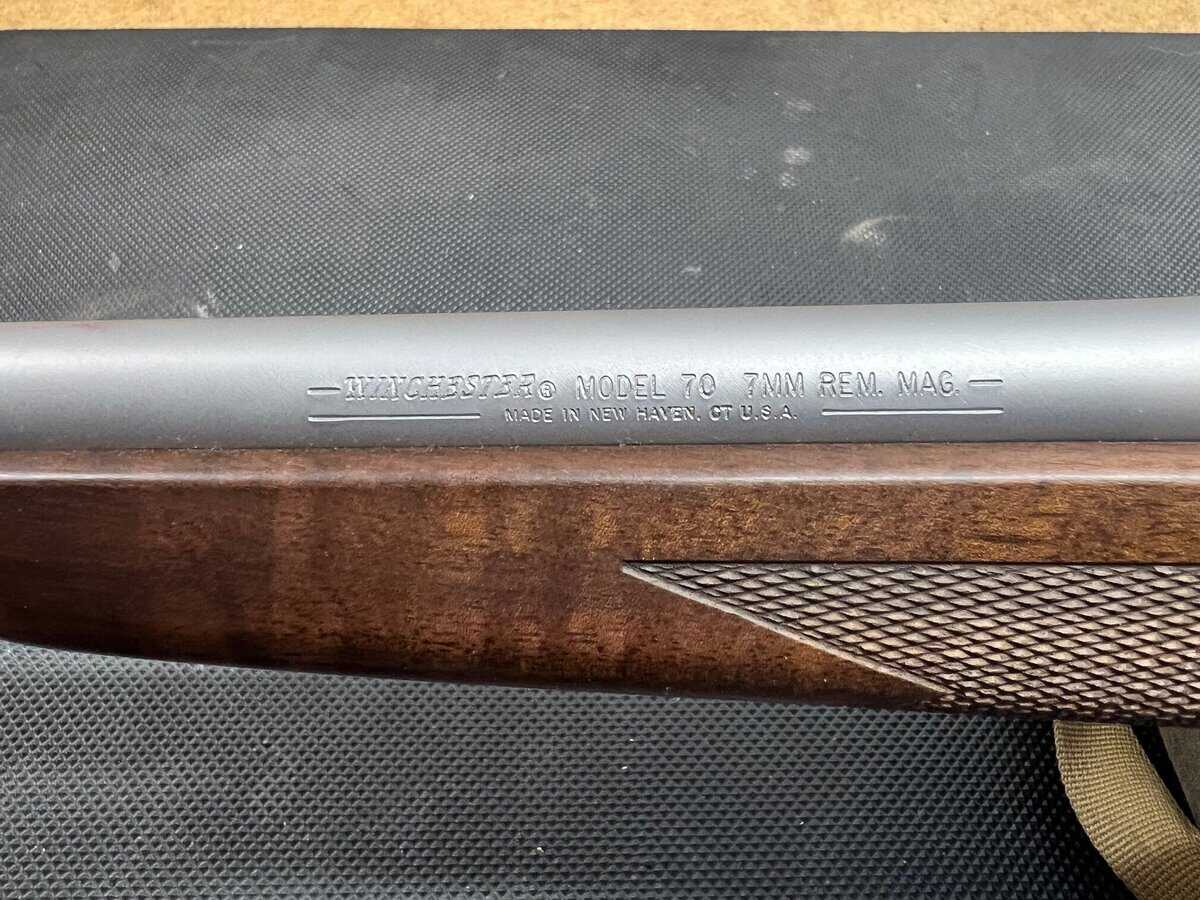 WINCHESTER® MODEL 70 7MM REM. MAG.
MADE IN NEW HAVEN, CT U.S.A.